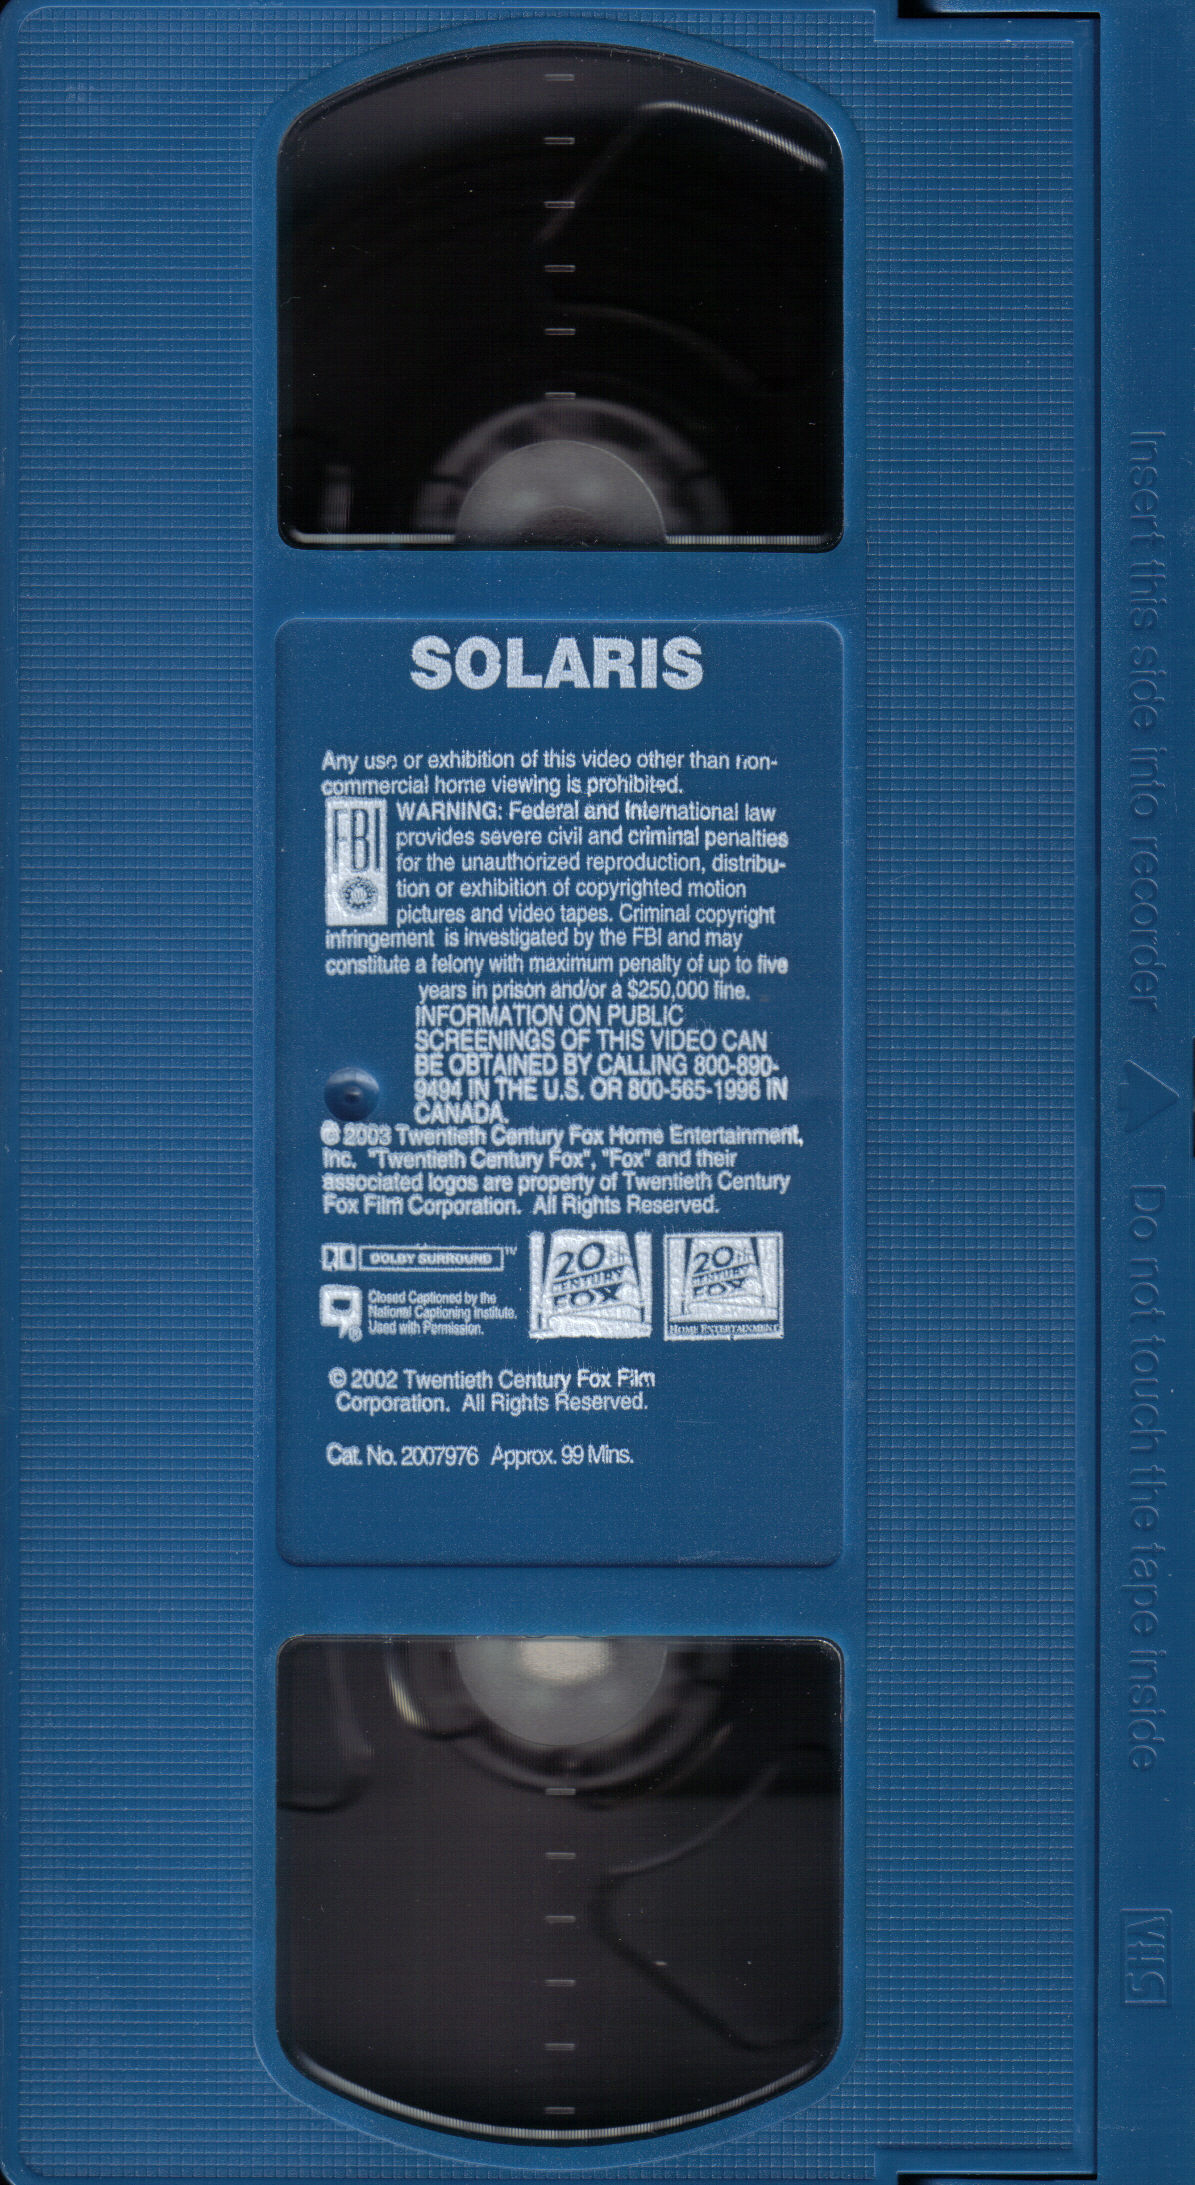 SOLARIS
Any use or exhibition of this video other than non-
commercial home viewing is prohibited.
FBI
WARNING: Federal and International law
provides severe civil and criminal penalties
for the unauthorized reproduction, distribu-
tion or exhibition of copyrighted motion
pictures and video tapes. Criminal copyright
infringement is investigated by the FBI and may
constitute a felony with maximum penalty of up to five
years in prison and/or a $250,000 fine.
INFORMATION ON PUBLIC
SCREENINGS OF THIS VIDEO CAN
BE OBTAINED BY CALLING 800-890-
9494 IN THE U.S. OR 800-565-1996 IN
CANADA.
© 2003 Twentieth Century Fox Home Entertainment,
Inc. "Twentieth Century Fox", "Fox" and their
associated logos are property of Twentieth Century
Fox Film Corporation. All Rights Reserved.
DOLBY SURROUND TM
Closed Captioned by the
National Captioning Institute.
Used with Permission.
®
20th
CENTURY
FOX
20th
CENTURY
FOX
HOME ENTERTAINMENT
© 2002 Twentieth Century Fox Film
Corporation. All Rights Reserved.
Cat. No. 2007976 Approx. 99 Mins.
Insert this side into recorder △ Do not touch the tape inside
VHS